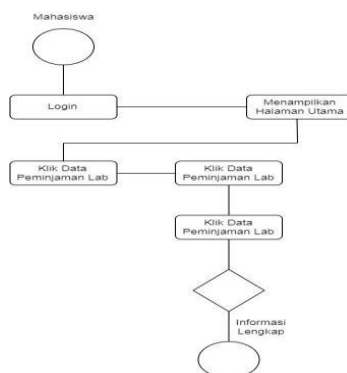 Mahasiswa
Login
Menampilkan
Halaman Utama
Klik Data
Peminjaman Lab
Klik Data
Peminjaman Lab
Klik Data
Peminjaman Lab
Informasi
Lengkap